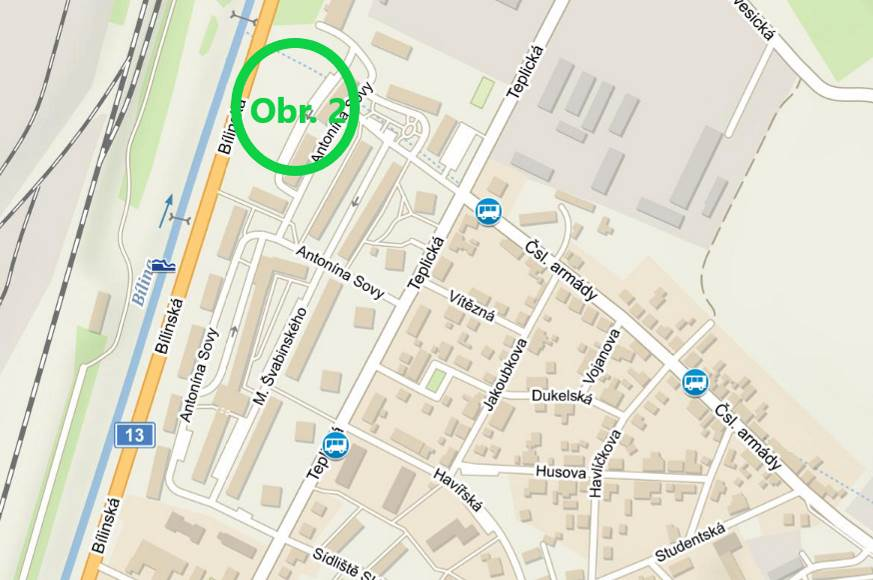 Teplická
Obr. 2
Bílinská
Antonína Sovy
Čsl. armády
Teplická
Antonína Sovy
Bílina
Vítězná
Bílinská
M. Švabinského
Vojanova
Jakoubkova
Antonína Sovy
Dukelská
13
Čsl. armády
Havlíčkova
Husova
Havířská
Bílinská
Studentská
Sídliště